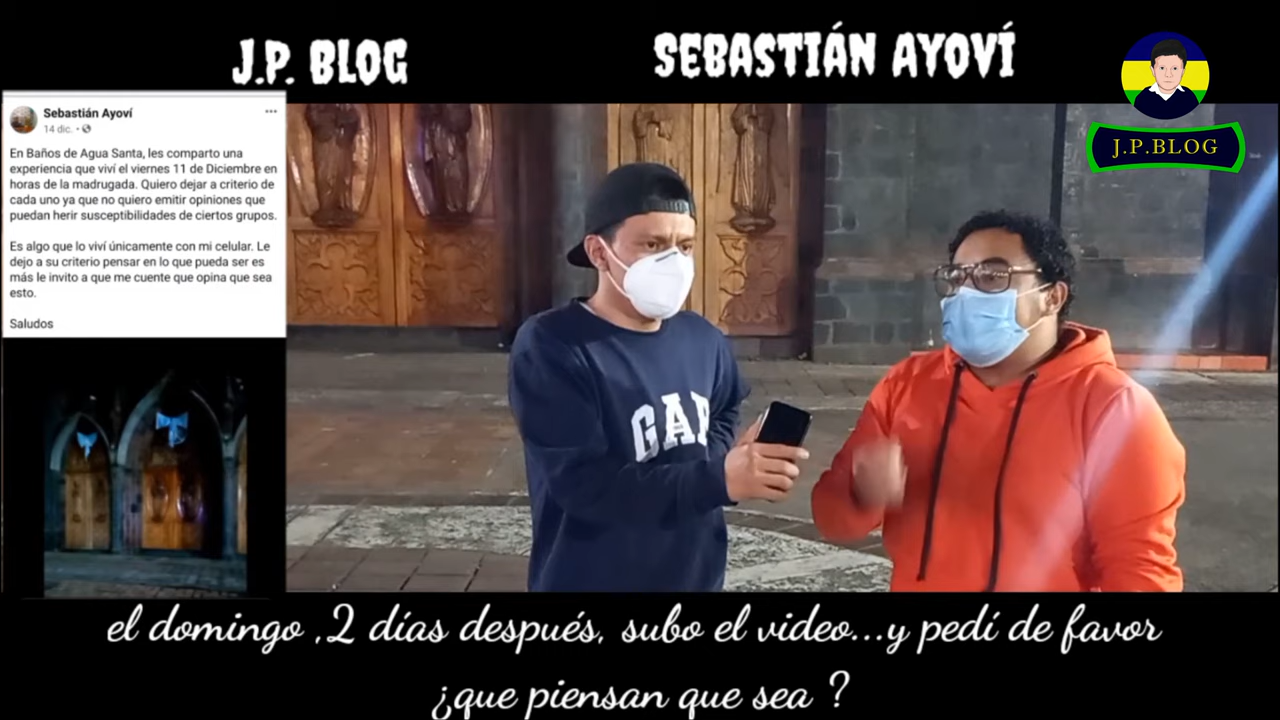 J.P. BLOG
SEBASTIÁN AYOVÍ
J.P.BLOG
Sebastián Ayoví
14 dic. •
En Baños de Agua Santa, les comparto una
experiencia que viví el viernes 11 de Diciembre en
horas de la madrugada. Quiero dejar a criterio de
cada uno ya que no quiero emitir opiniones que
puedan herir susceptibilidades de ciertos grupos.
Es algo que lo viví únicamente con mi celular. Le
dejo a su criterio pensar en lo que pueda ser es
más le invito a que me cuente que opina que sea
esto.
Saludos
GAP
el domingo ,2 días después, subo el video...y pedí de favor
¿que piensan que sea ?